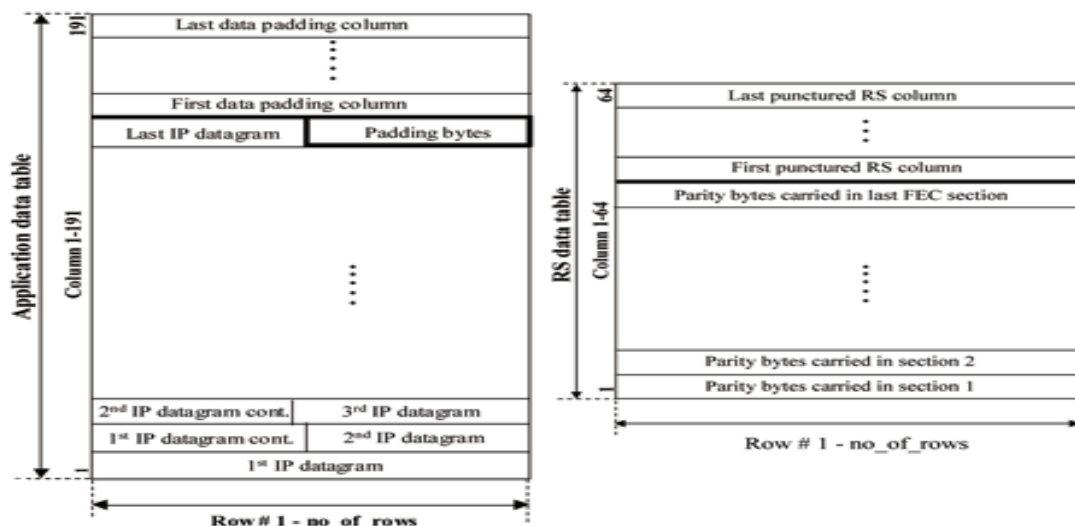 Application data table
Column 1-191
191
1
Last data padding column
First data padding column
Last IP datagram
Padding bytes
2nd IP datagram cont.
3rd IP datagram
1st IP datagram cont.
2nd IP datagram
1st IP datagram
Row # 1 - no_of_rows
RS data table
Column 1-64
64
1
Last punctured RS column
First punctured RS column
Parity bytes carried in last FEC section
Parity bytes carried in section 2
Parity bytes carried in section 1
Row # 1 - no_of_rows